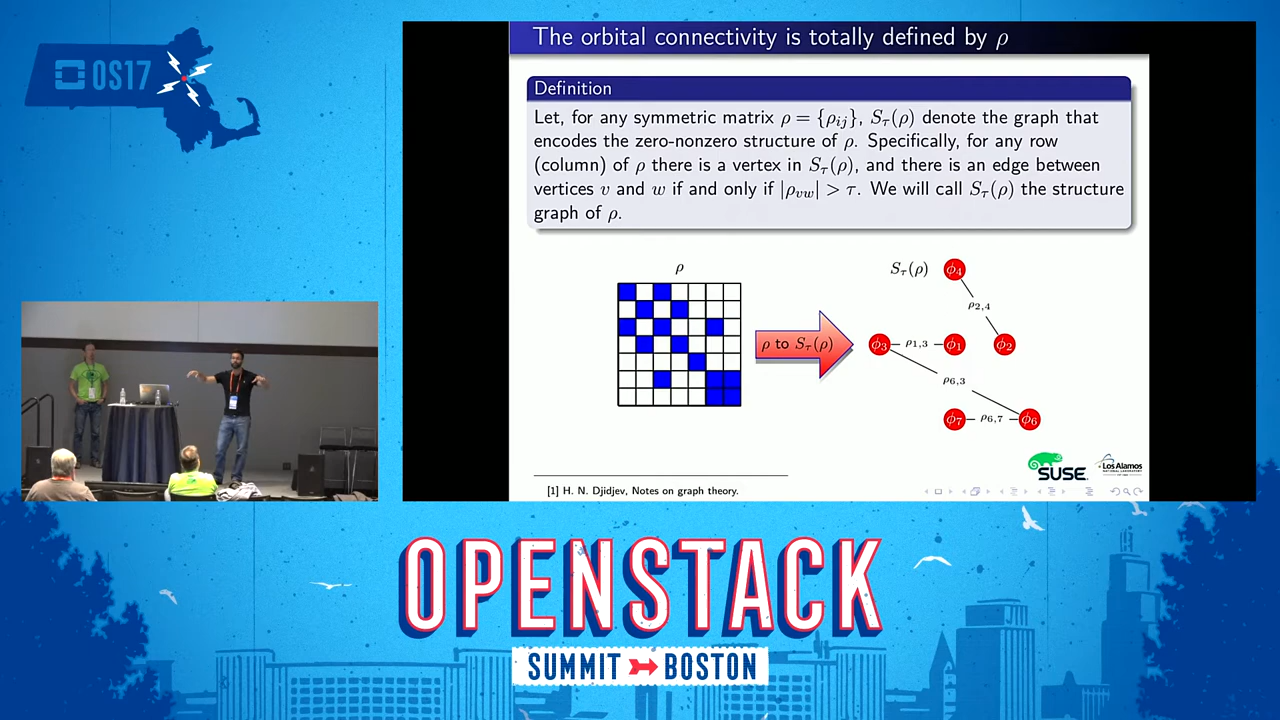 OS17
The orbital connectivity is totally defined by ρ
Definition
Let, for any symmetric matrix ρ = {ρij}, Sτ(ρ) denote the graph that
encodes the zero-nonzero structure of ρ. Specifically, for any row
(column) of ρ there is a vertex in Sτ(ρ), and there is an edge between
vertices v and w if and only if |ρvw| > τ. We will call Sτ(ρ) the structure
graph of ρ.
ρ
Sτ(ρ)
ϕ4
ρ2,4
ρ to Sτ(ρ)
ϕ3 ρ1,3 ϕ1 ϕ2
ρ6,3
ϕ7 ρ6,7 ϕ6
SUSE
Los Alamos
NATIONAL LABORATORY
[1] H. N. Djidjev, Notes on graph theory.
OPENSTACK
SUMMIT BOSTON